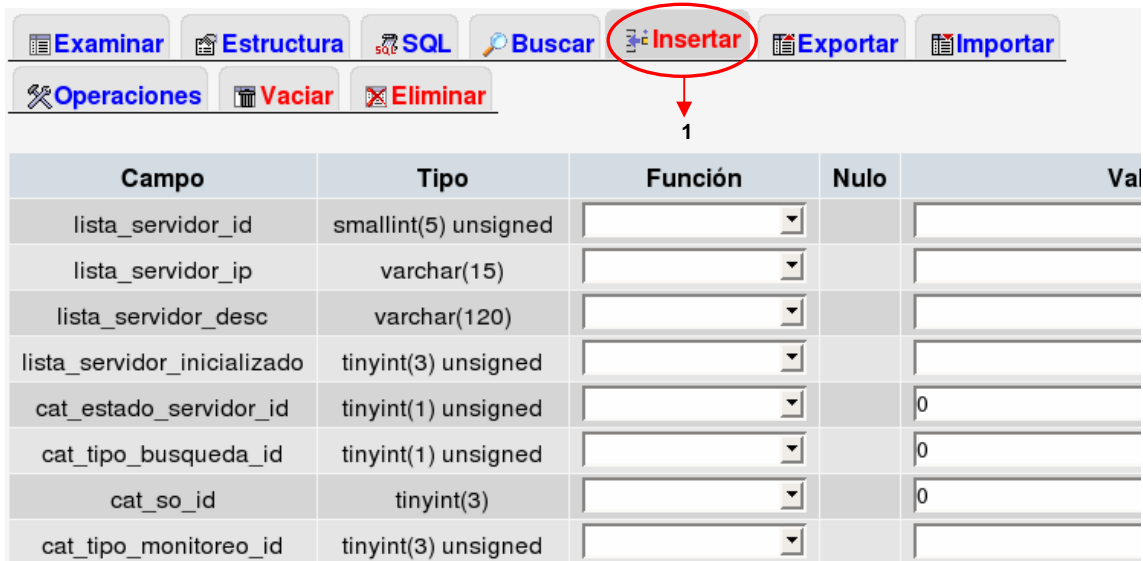 Examinar Estructura SQL Buscar Insertar Exportar Importar
Operaciones Vaciar Eliminar
1
Campo Tipo Función Nulo Val
lista_servidor_id smallint(5) unsigned
lista_servidor_ip varchar(15)
lista_servidor_desc varchar(120)
lista_servidor_inicializado tinyint(3) unsigned
cat_estado_servidor_id tinyint(1) unsigned 0
cat_tipo_busqueda_id tinyint(1) unsigned 0
cat_so_id tinyint(3) 0
cat_tipo_monitoreo_id tinyint(3) unsigned